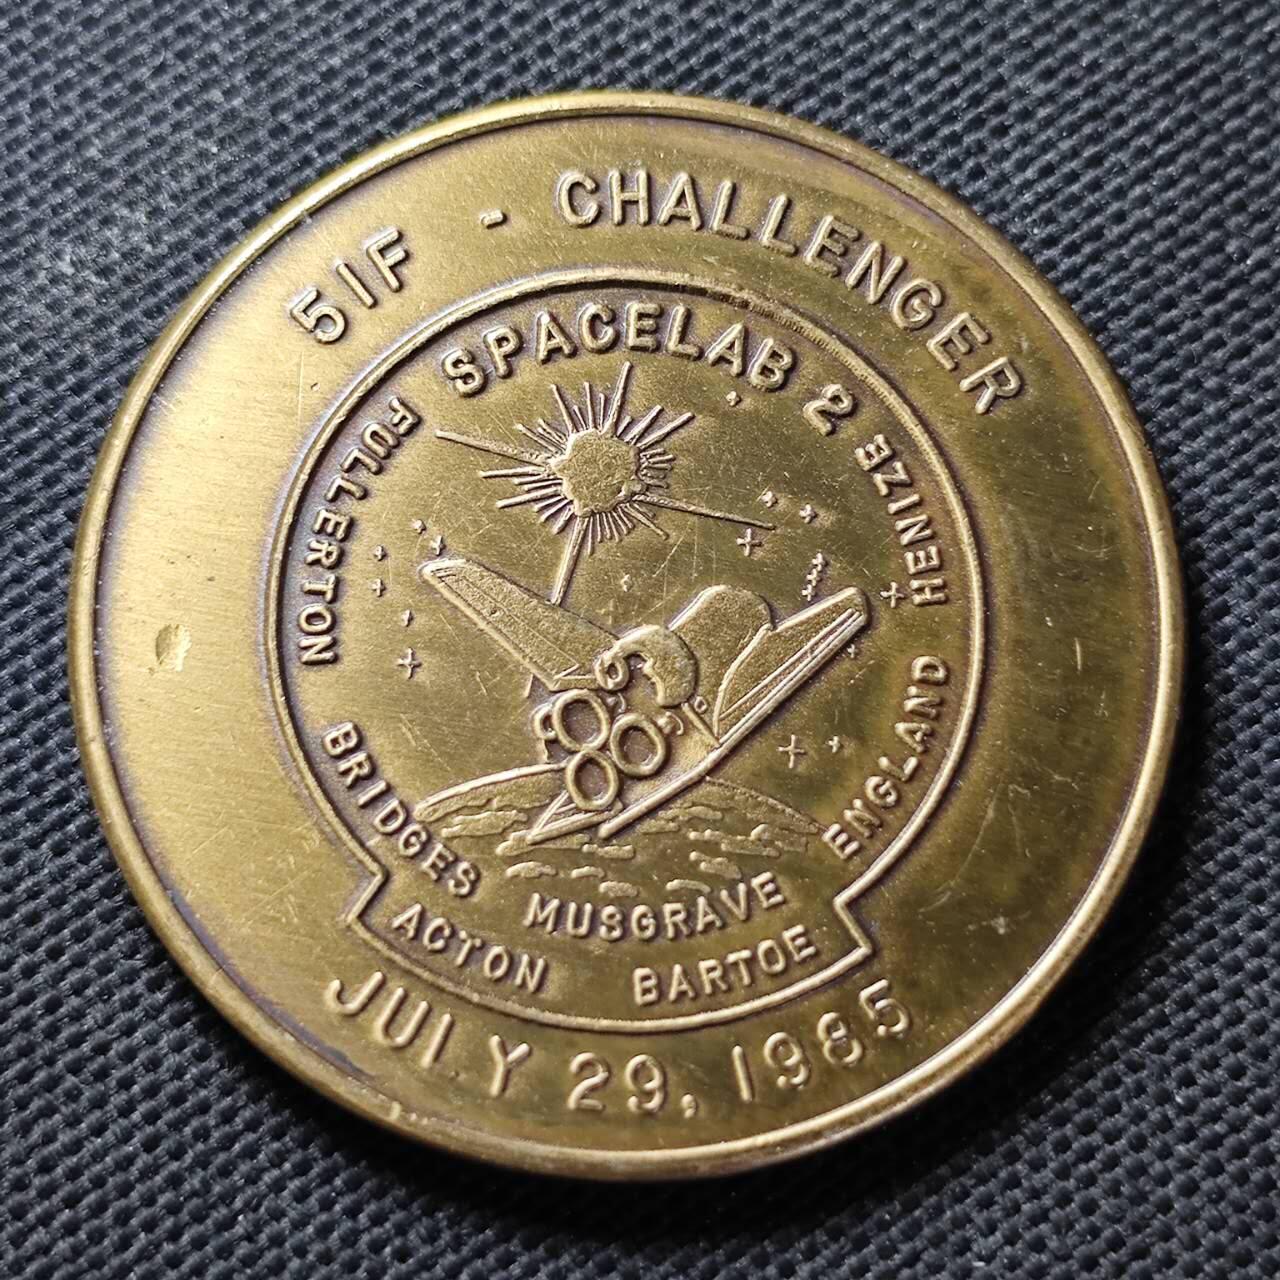 51F - CHALLENGER
SPACELAB 2
FULLERTON
BRIDGES
MUSGRAVE
ENGLAND
HENIZE
ACTON
BARTOE
JULY 29, 1985